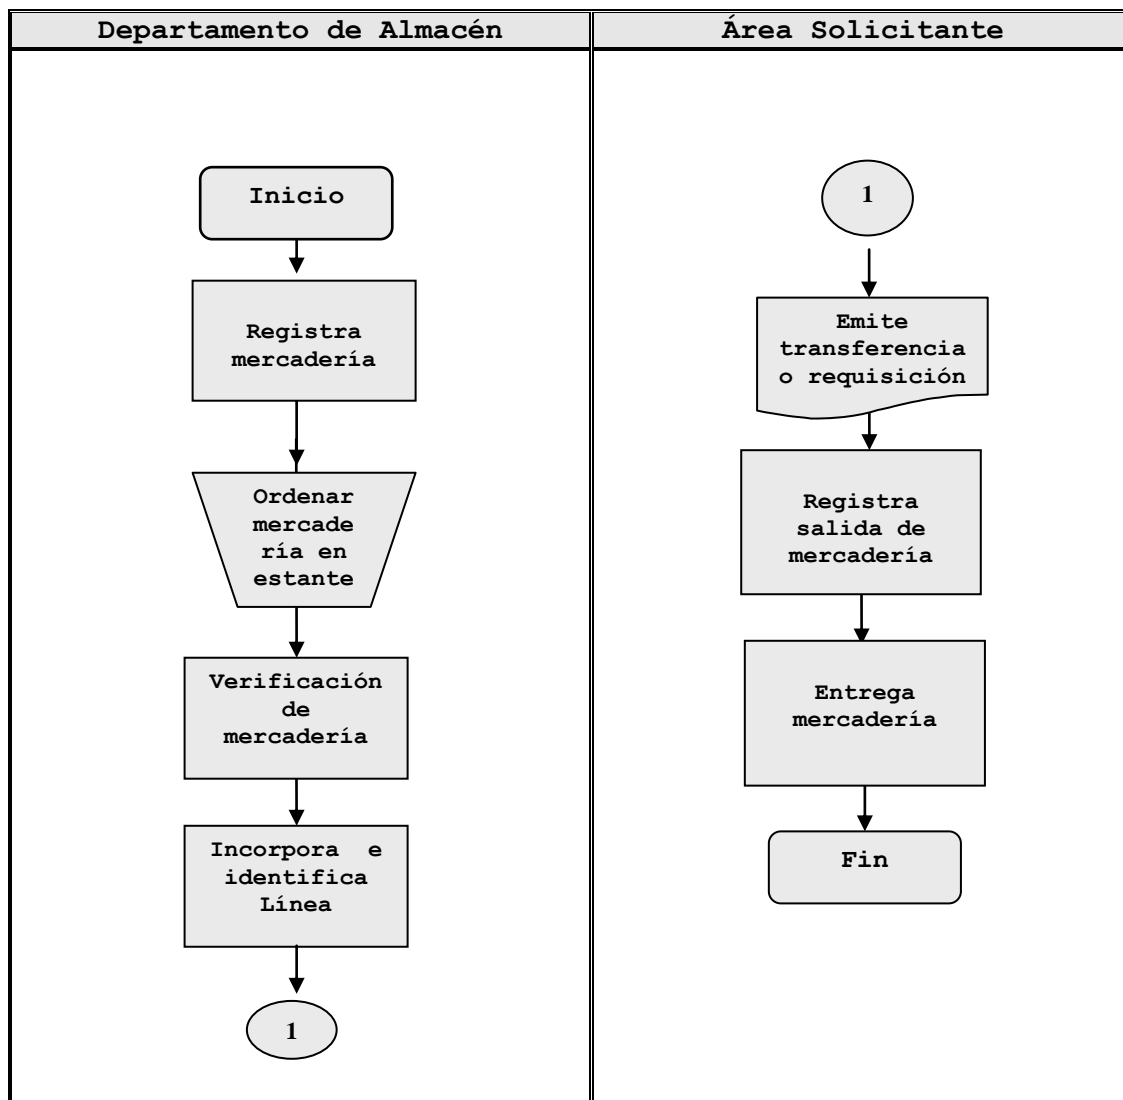 Departamento de Almacén
Área Solicitante
Inicio
Registra
mercadería
Ordenar
mercade
ría en
estante
Verificación
de
mercadería
Incorpora e
identifica
Línea
1
1
Emite
transferencia
o requisición
Registra
salida de
mercadería
Entrega
mercadería
Fin